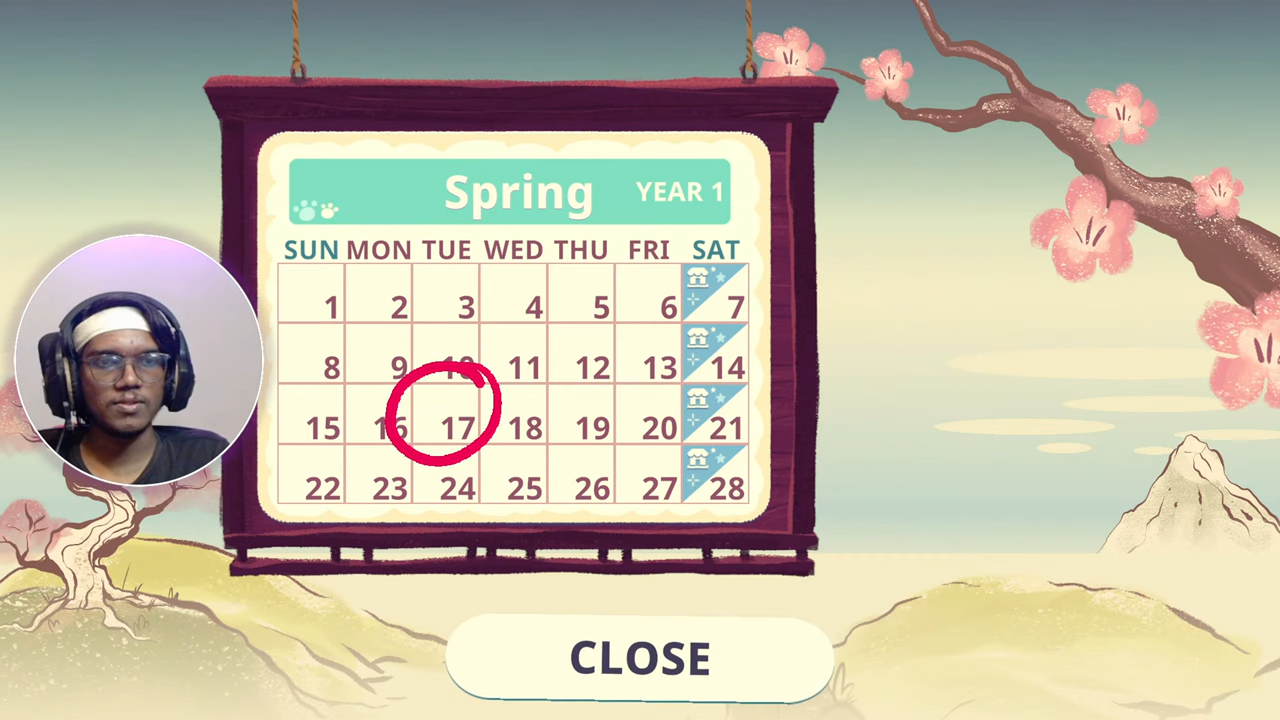 Spring YEAR 1
SUN MON TUE WED THU FRI SAT
1 2 3 4 5 6 7
8 9 10 11 12 13 14
15 16 17 18 19 20 21
22 23 24 25 26 27 28
CLOSE